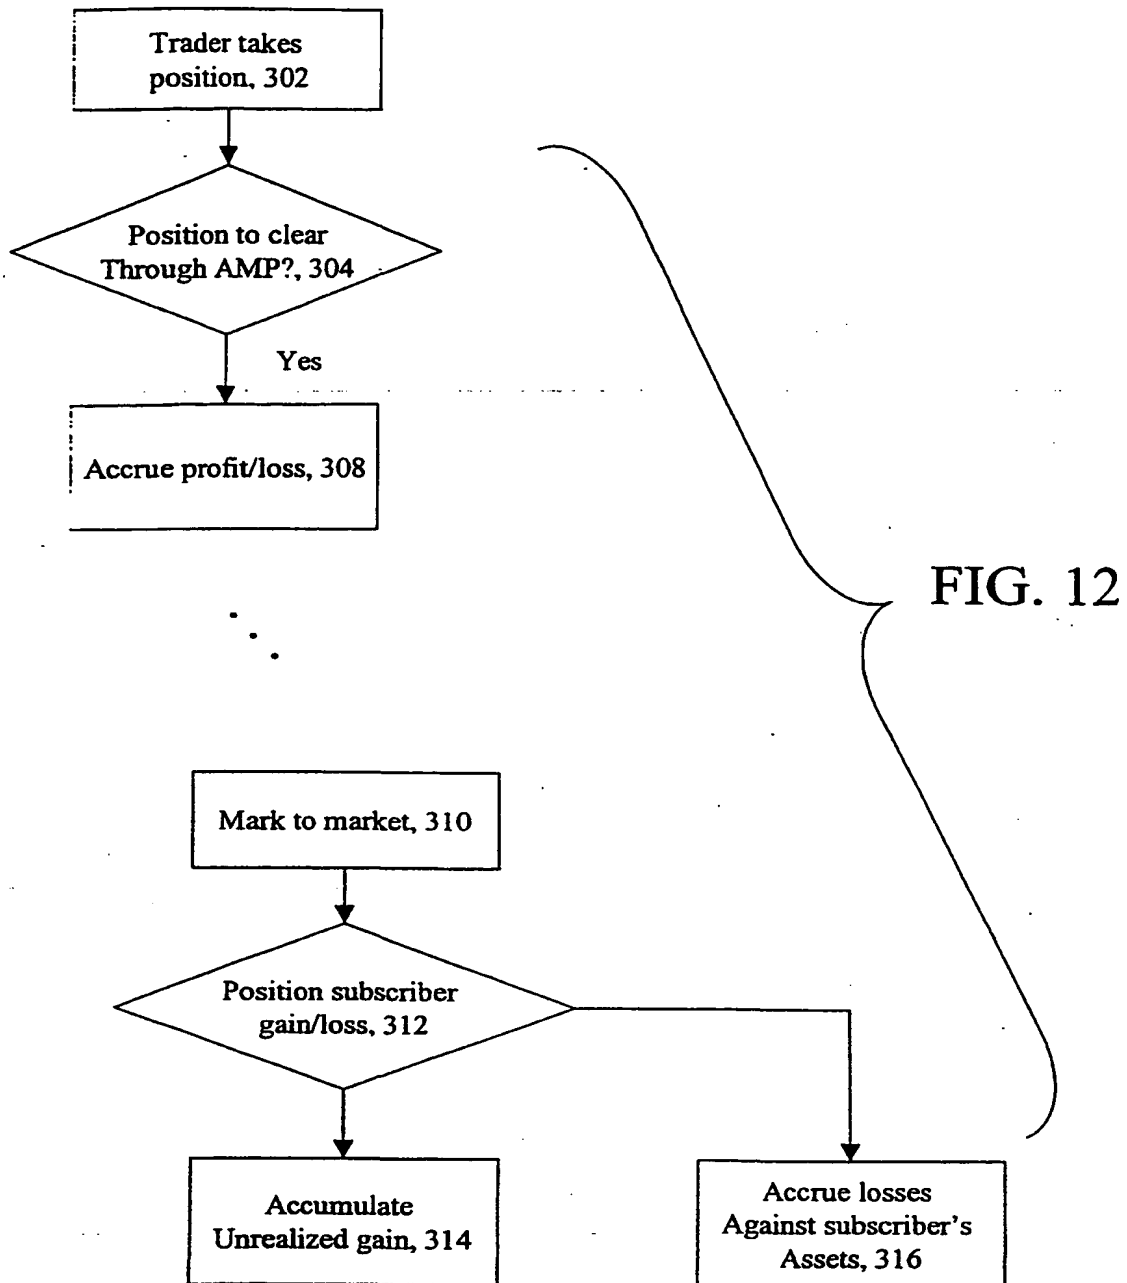 Trader takes
position, 302
Position to clear
Through AMP?, 304
Yes
Accrue profit/loss, 308
FIG. 12
Mark to market, 310
Position subscriber
gain/loss, 312
Accumulate
Unrealized gain, 314
Accrue losses
Against subscriber's
Assets, 316